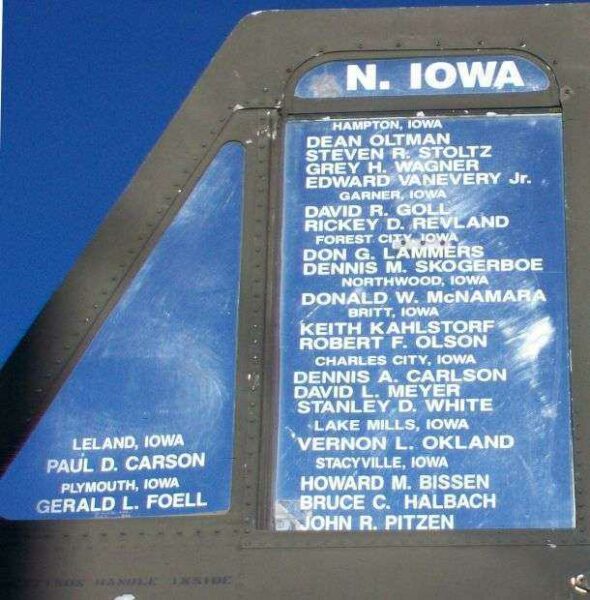 N. IOWA
HAMPTON, IOWA
DEAN OLTMAN
STEVEN R. STOLTZ
GREY H. WAGNER
EDWARD VANEVERY Jr.
GARNER, IOWA
DAVID R. GOLL
RICKEY D. REVLAND
FOREST CITY, IOWA
DON G. LAMMERS
DENNIS M. SKOGERBOE
NORTHWOOD, IOWA
DONALD W. McNAMARA
BRITT, IOWA
KEITH KAHLSTORF
ROBERT F. OLSON
CHARLES CITY, IOWA
DENNIS A. CARLSON
DAVID L. MEYER
STANLEY D. WHITE
LAKE MILLS, IOWA
VERNON L. OKLAND
STACYVILLE, IOWA
HOWARD M. BISSEN
BRUCE C. HALBACH
JOHN R. PITZEN
LELAND, IOWA
PAUL D. CARSON
PLYMOUTH, IOWA
GERALD L. FOELL
HANDLE INSIDE